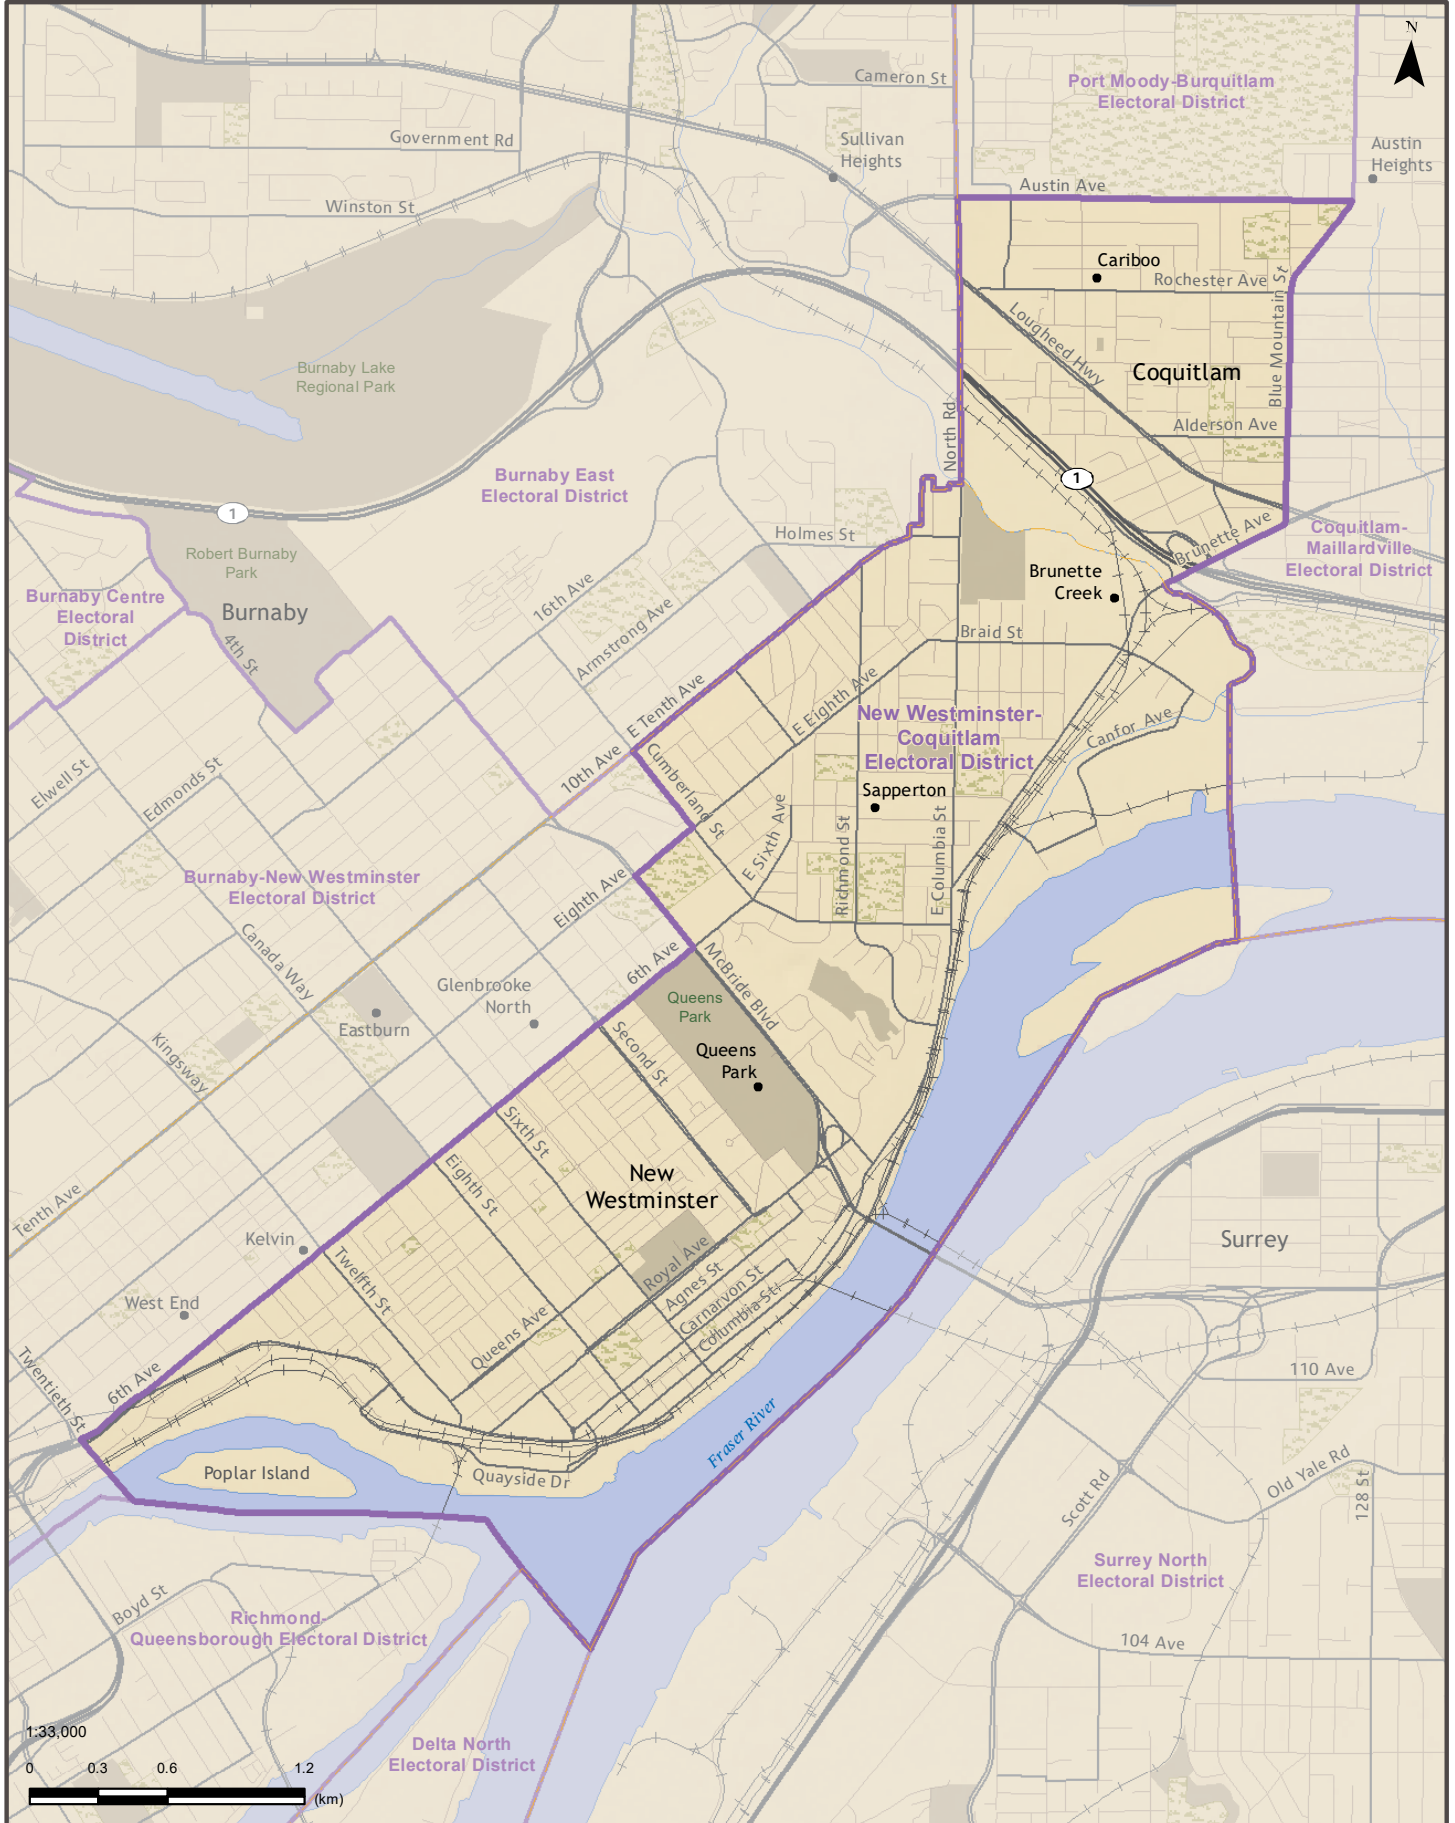 N
Cameron St
Port Moody-Burquitlam
Electoral District
Government Rd
Sullivan
Heights
Austin
Heights
Austin Ave
Winston St
Cariboo
Rochester Ave
Lougheed Hwy
Blue Mountain St
Burnaby Lake
Regional Park
Coquitlam
North Rd
Alderson Ave
Burnaby East
Electoral District
1
1
Brunette Ave
Coquitlam-
Maillardville
Electoral District
Holmes St
Robert Burnaby
Park
Brunette
Creek
Burnaby Centre
Electoral
District
Burnaby
16th Ave
Armstrong Ave
4th St
Braid St
E Tenth Ave
E Eighth Ave
New Westminster-
Coquitlam
Electoral District
Canfor Ave
10th Ave
Cumberland St
Elwell St
Edmonds St
Sapperton
E Sixth Ave
Richmond St
E Columbia St
Burnaby-New Westminster
Electoral District
Eighth Ave
Canada Way
6th Ave
McBride Blvd
Glenbrooke
North
Queens
Park
Eastburn
Second St
Queens
Park
Kingsway
Sixth St
Eighth St
New
Westminster
Tenth Ave
Kelvin
Surrey
Twelfth St
Royal Ave
Agnes St
Carnarvon St
Columbia St
West End
Queens Ave
6th Ave
Twentieth St
110 Ave
Fraser River
Poplar Island
Quayside Dr
Old Yale Rd
Scott Rd
128 St
Surrey North
Electoral District
Boyd St
Richmond-
Queensborough Electoral District
104 Ave
Delta North
Electoral District
1:33,000
0 0.3 0.6 1.2
(km)